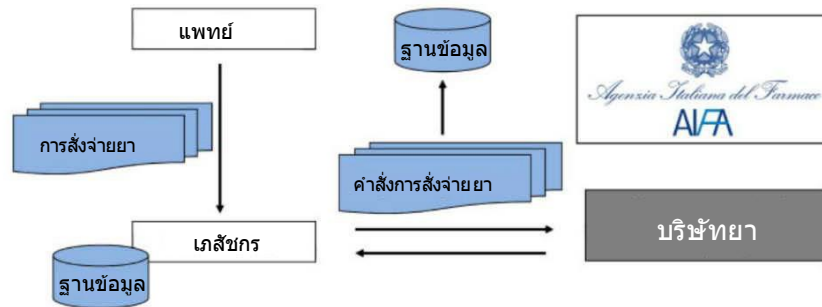 แพทย์
ฐานข้อมูล
Agenzia Italiana del Farmaco
AIFA
การสั่งจ่ายยา
คำสั่งการสั่งจ่ายยา
เภสัชกร
บริษัทยา
ฐานข้อมูล